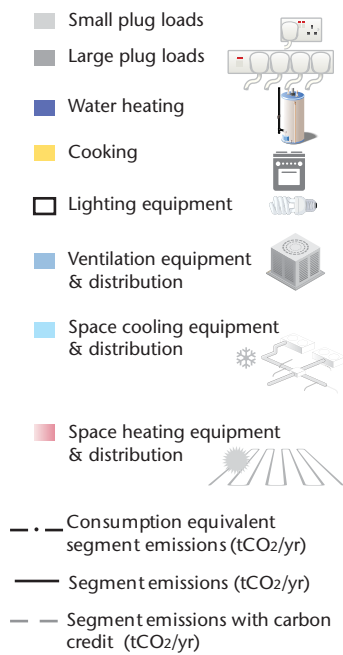 Small plug loads
Large plug loads
Water heating
Cooking
Lighting equipment
Ventilation equipment
& distribution
Space cooling equipment
& distribution
Space heating equipment
& distribution
Consumption equivalent
segment emissions (tCO2/yr)
Segment emissions (tCO2/yr)
Segment emissions with carbon
credit (tCO2/yr)